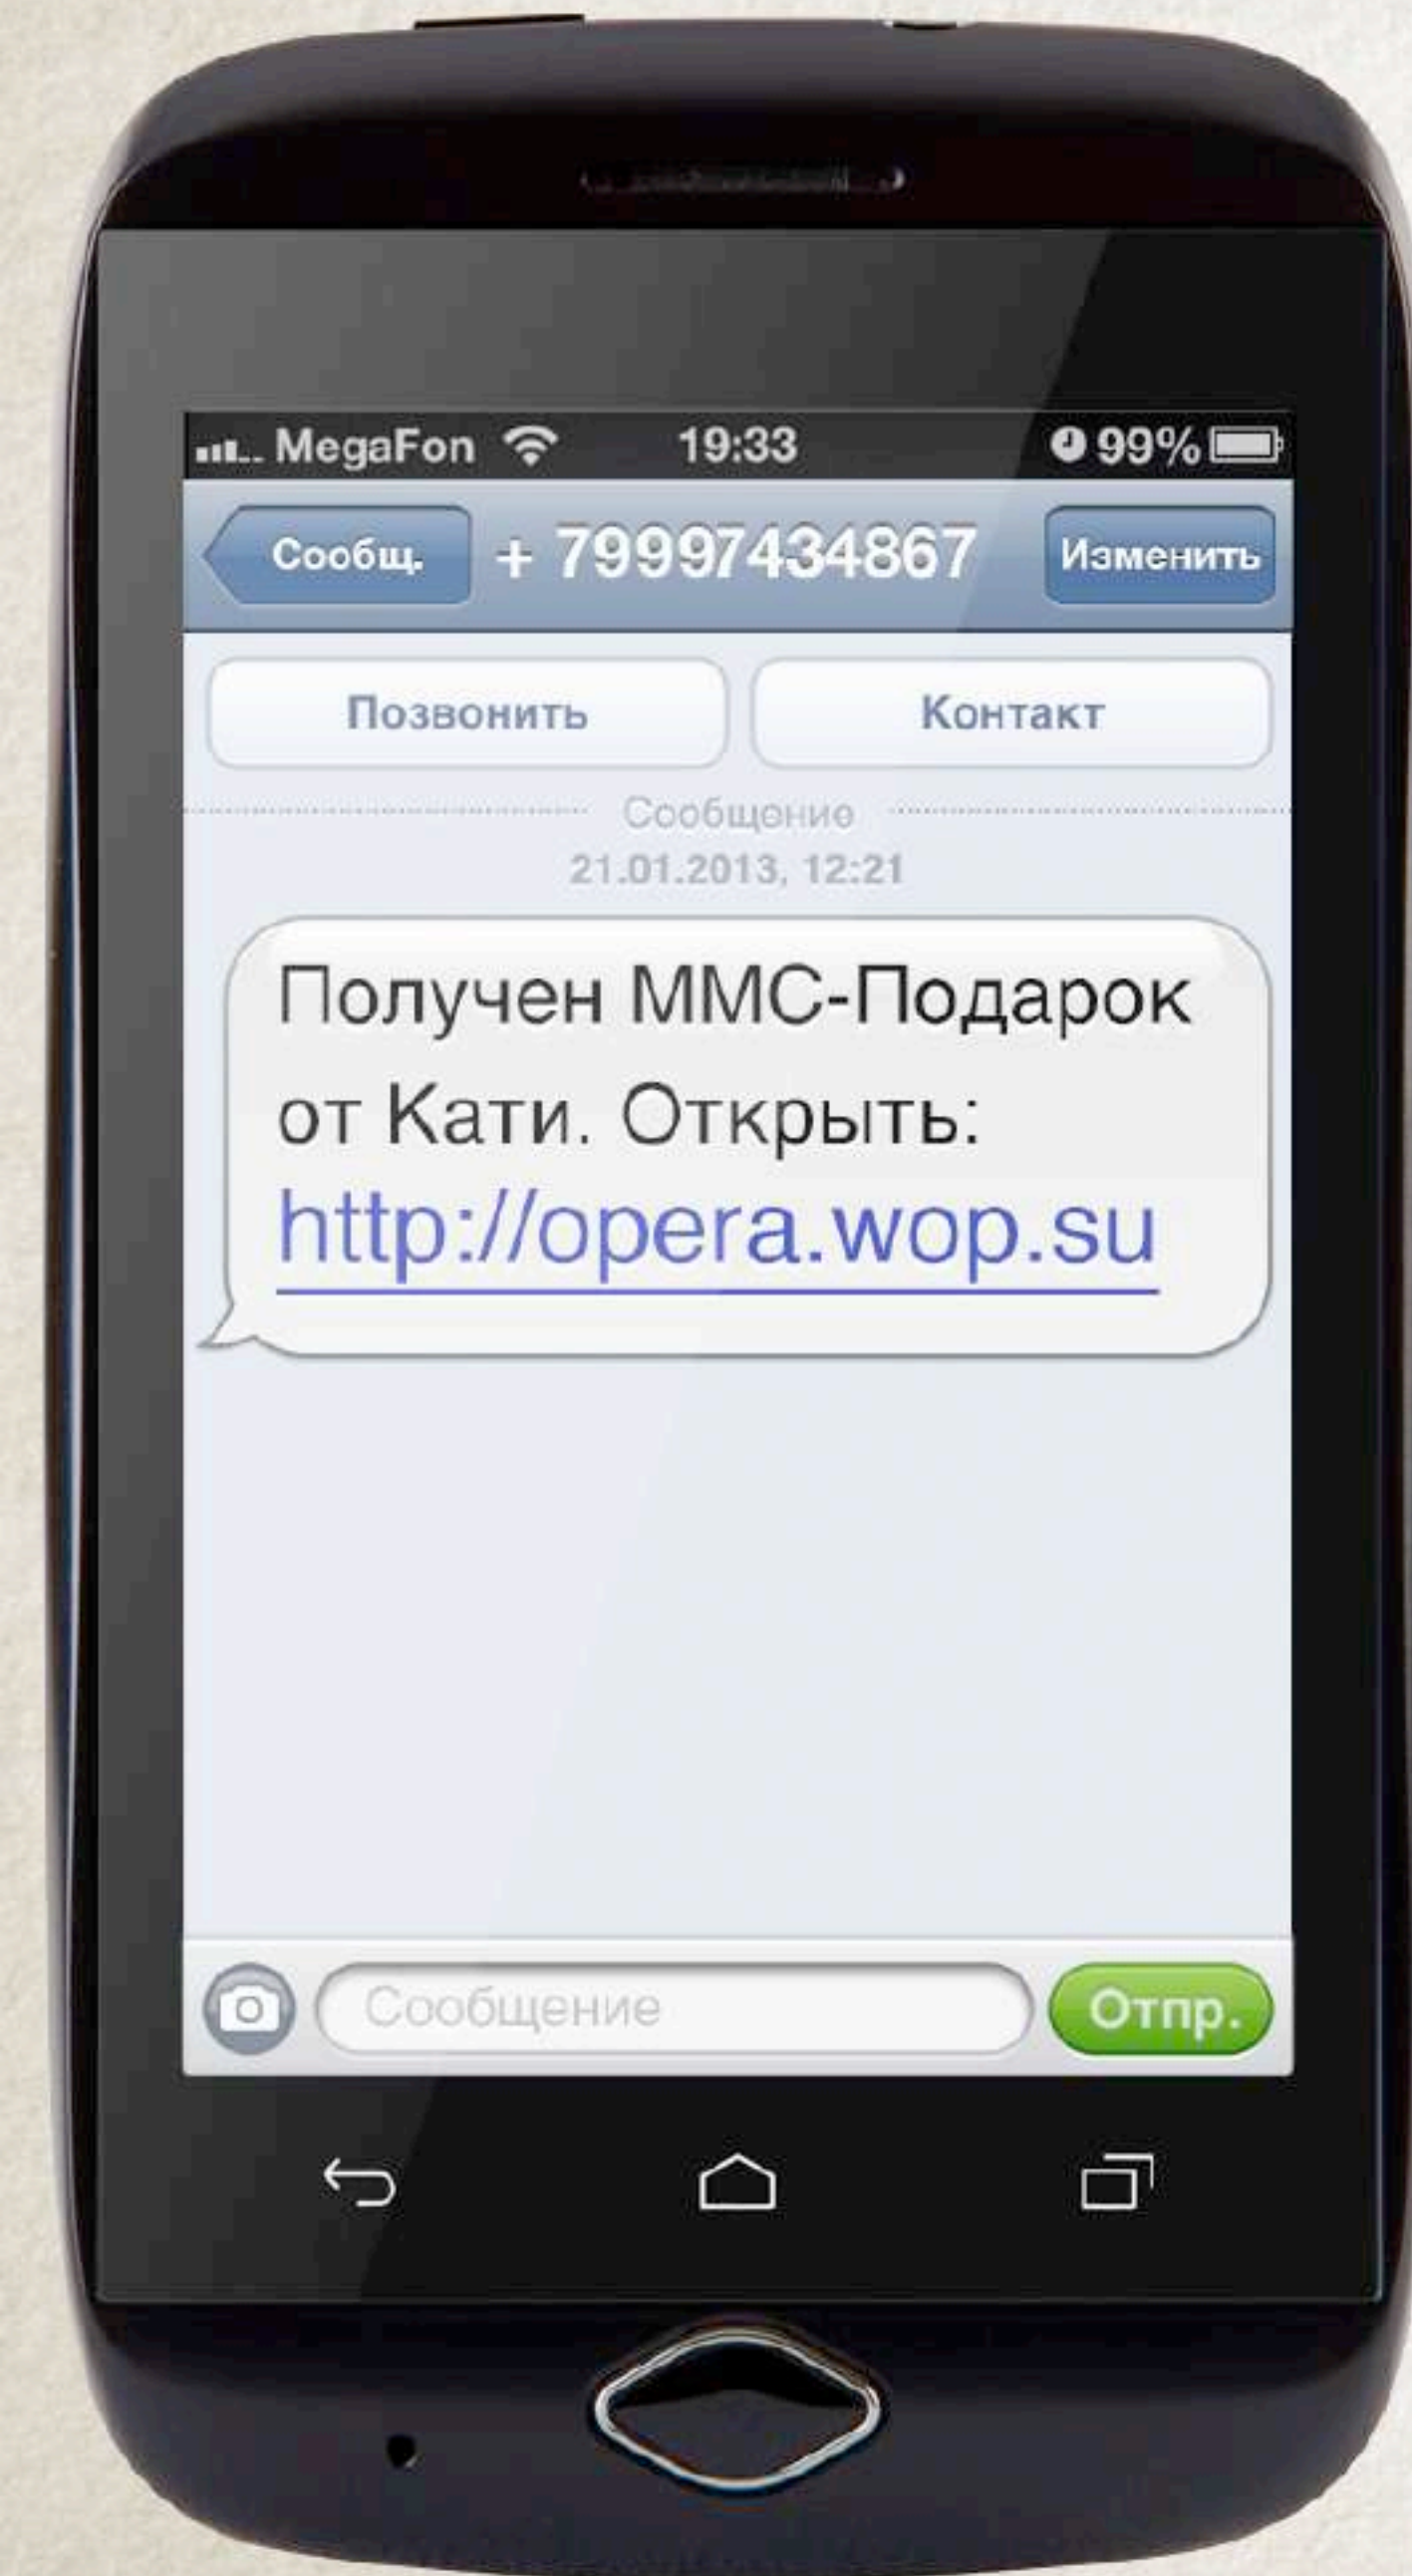 MegaFon 19:33 99%
Сообщ. + 79997434867 Изменить
Позвонить Контакт
Сообщение
21.01.2013, 12:21
Получен ММС-Подарок
от Кати. Открыть:
http://opera.wop.su
Сообщение Отпр.